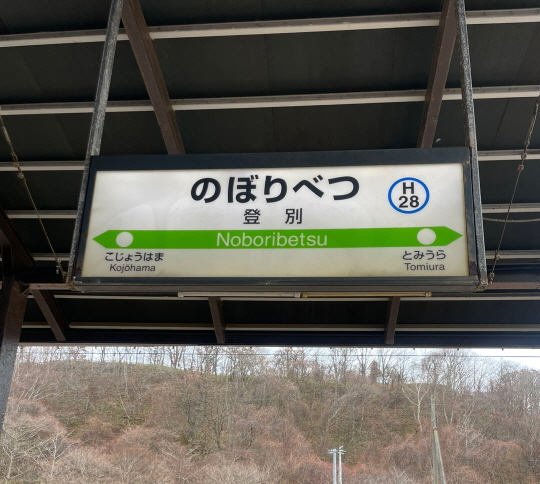 のぼりべつ
H
28
登別
Noboribetsu
こじょうはま
Kojōhama
とみうら
Tomiura